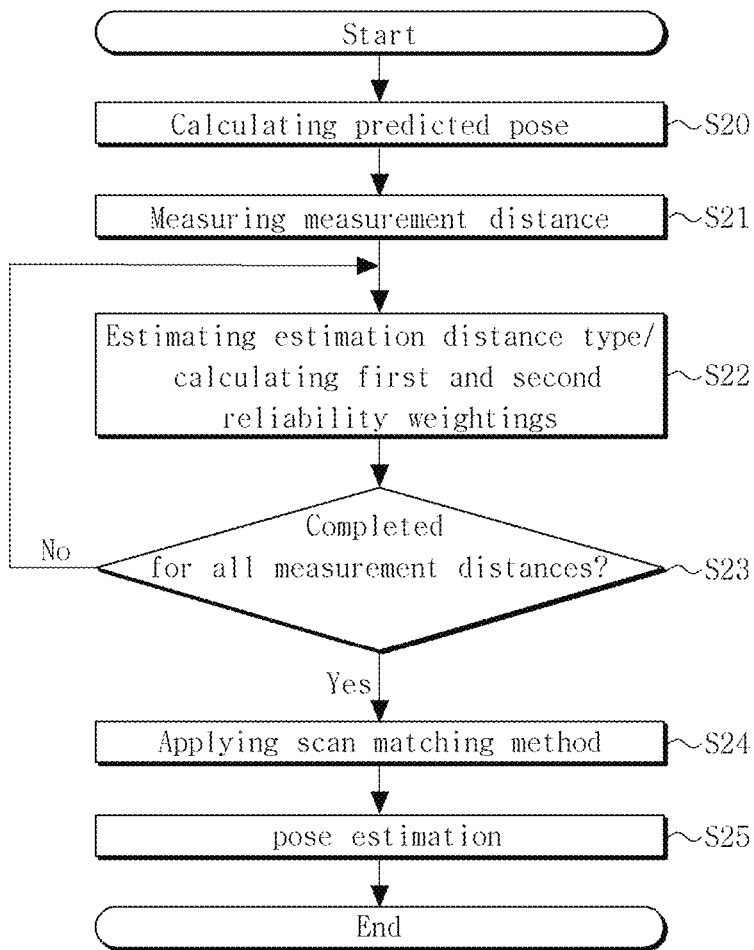 Start
Calculating predicted pose
S20
Measuring measurement distance
S21
Estimating estimation distance type/
calculating first and second
reliability weightings
S22
Completed
for all measurement distances?
S23
No
Yes
Applying scan matching method
S24
pose estimation
S25
End